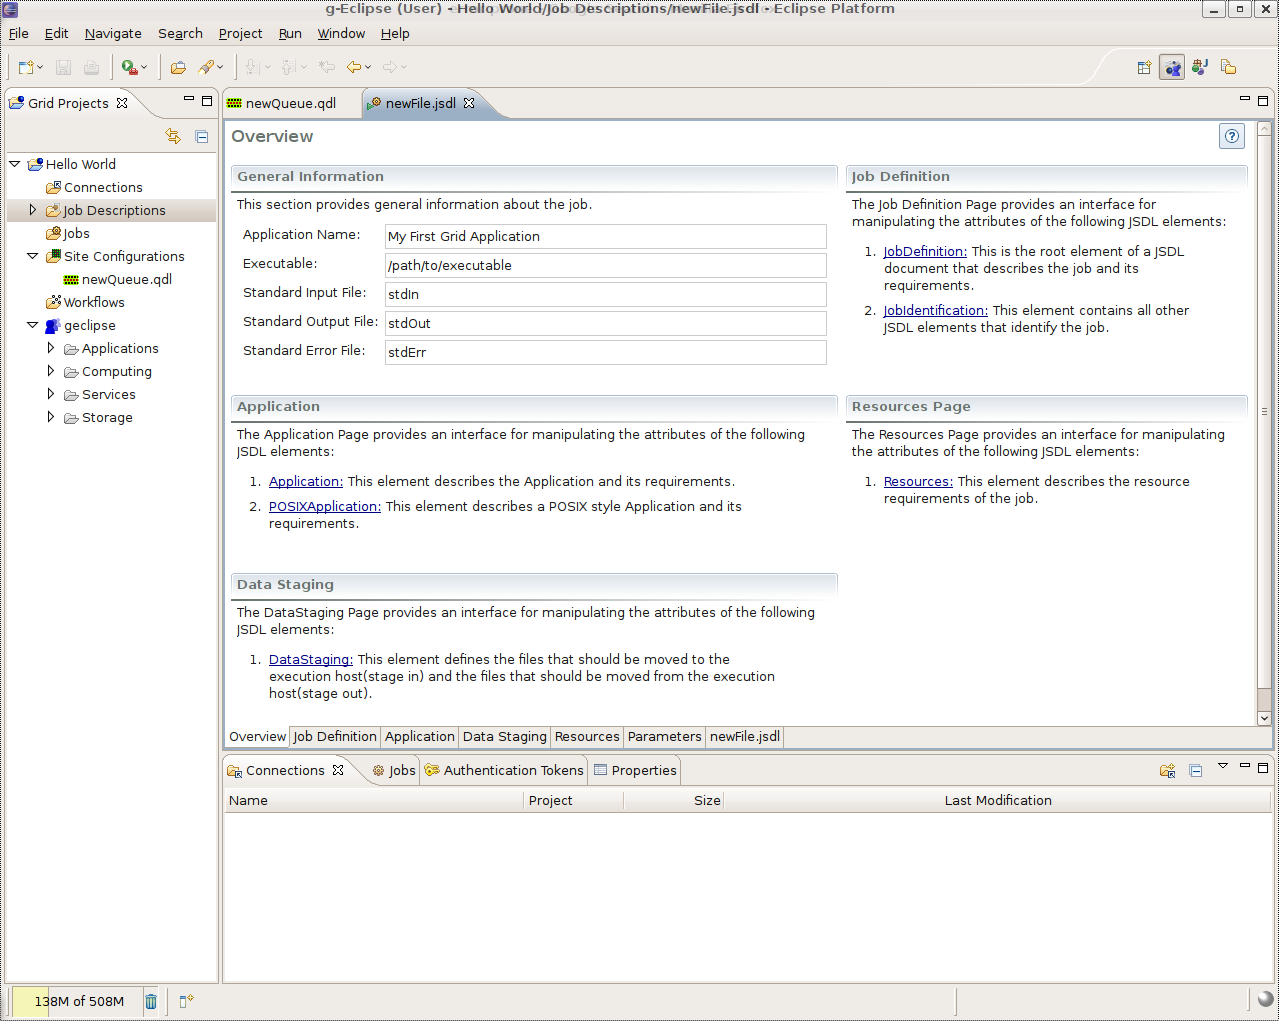 g-Eclipse (User) - Hello World/Job Descriptions/newFile.jsdl - Eclipse Platform
File Edit Navigate Search Project Run Window Help
Grid Projects
Hello World
Connections
Job Descriptions
Jobs
Site Configurations
newQueue.qdl
Workflows
geclipse
Applications
Computing
Services
Storage
newQueue.qdl
newFile.jsdl
Overview
General Information
This section provides general information about the job.
Application Name: My First Grid Application
Executable: /path/to/executable
Standard Input File: stdIn
Standard Output File: stdOut
Standard Error File: stdErr
Job Definition
The Job Definition Page provides an interface for
manipulating the attributes of the following JSDL elements:
1. JobDefinition: This is the root element of a JSDL
document that describes the job and its
requirements.
2. JobIdentification: This element contains all other
JSDL elements that identify the job.
Application
The Application Page provides an interface for manipulating the attributes of the following
JSDL elements:
1. Application: This element describes the Application and its requirements.
2. POSIXApplication: This element describes a POSIX style Application and its
requirements.
Resources Page
The Resources Page provides an interface for manipulating
the attributes of the following JSDL elements:
1. Resources: This element describes the resource
requirements of the job.
Data Staging
The DataStaging Page provides an interface for manipulating the attributes of the following
JSDL elements:
1. DataStaging: This element defines the files that should be moved to the
execution host(stage in) and the files that should be moved from the execution
host(stage out).
Overview Job Definition Application Data Staging Resources Parameters newFile.jsdl
Connections Jobs Authentication Tokens Properties
Name Project Size Last Modification
138M of 508M